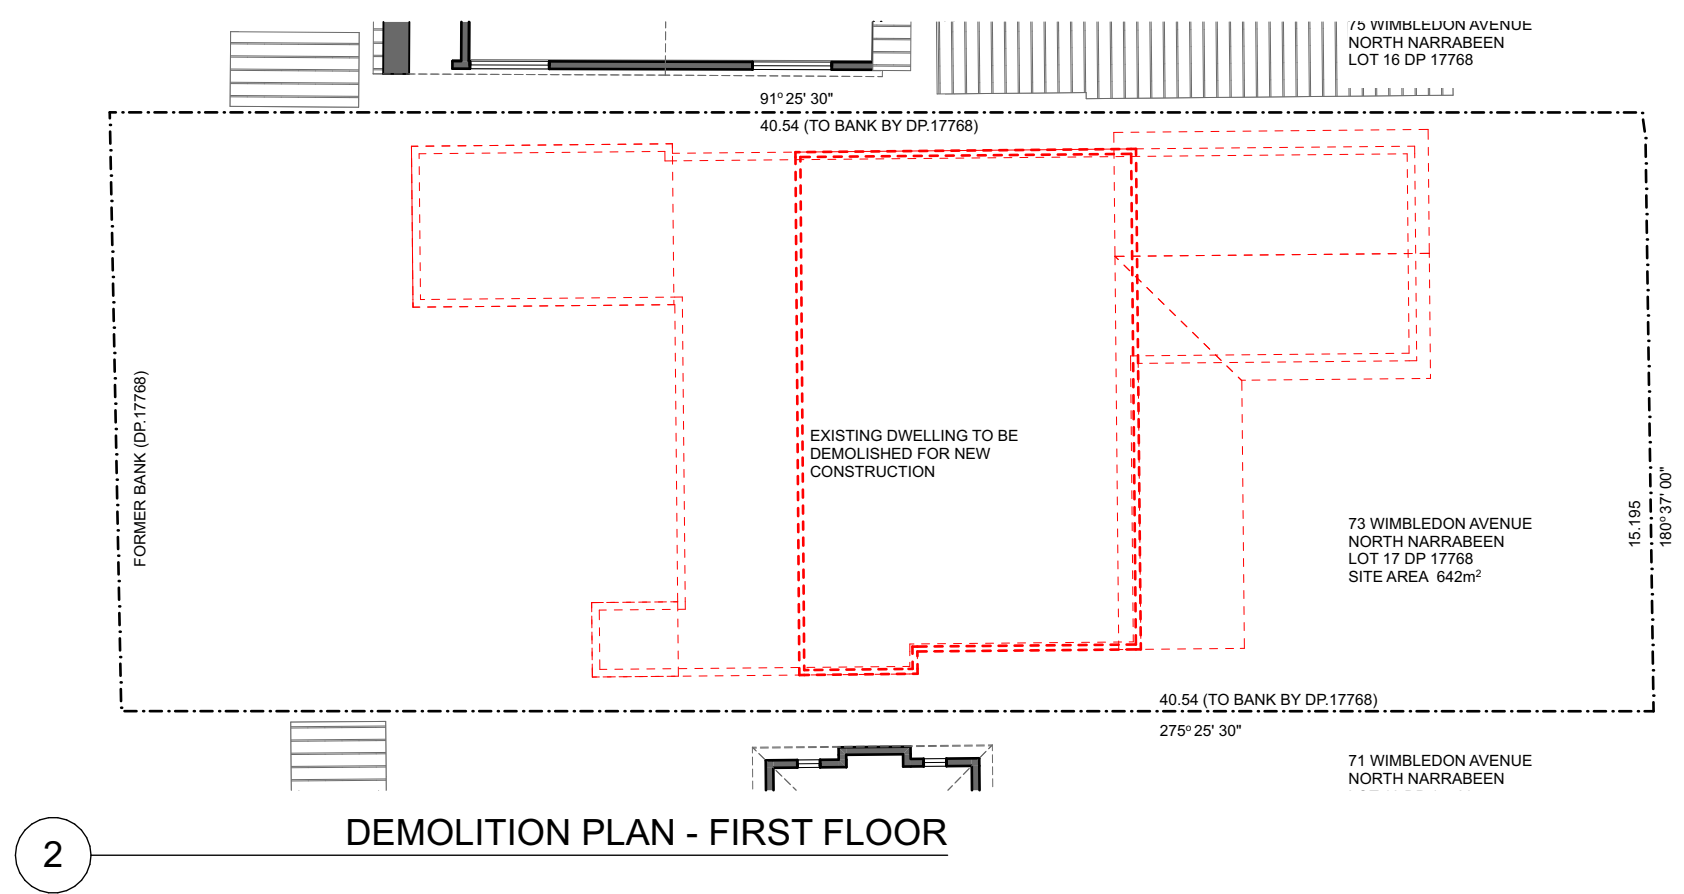 75 WIMBLEDON AVENUE
NORTH NARRABEEN
LOT 16 DP 17768
91° 25' 30"
40.54 (TO BANK BY DP.17768)
FORMER BANK (DP.17768)
EXISTING DWELLING TO BE
DEMOLISHED FOR NEW
CONSTRUCTION
73 WIMBLEDON AVENUE
NORTH NARRABEEN
LOT 17 DP 17768
SITE AREA 642m²
15.195
180° 37' 00"
40.54 (TO BANK BY DP.17768)
275° 25' 30"
71 WIMBLEDON AVENUE
NORTH NARRABEEN
2
DEMOLITION PLAN - FIRST FLOOR